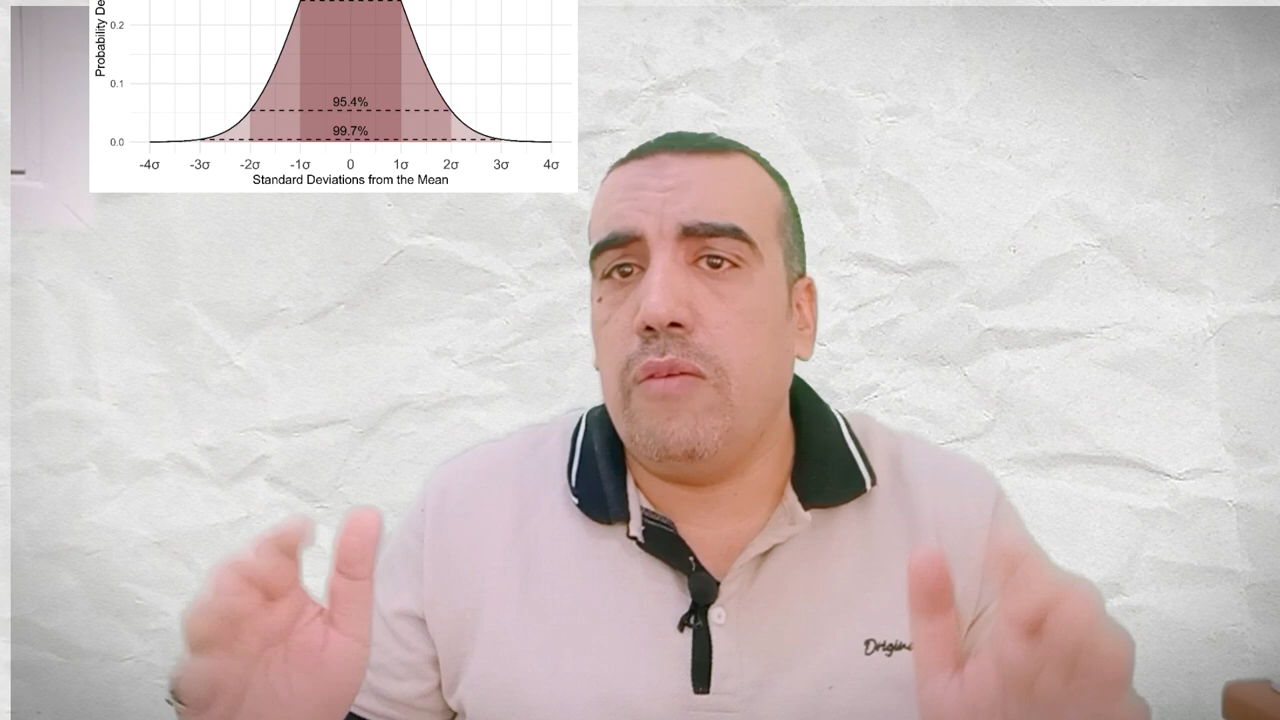 Probability De
0.2
0.1
0.0
95.4%
99.7%
-4σ -3σ -2σ -1σ 0 1σ 2σ 3σ 4σ
Standard Deviations from the Mean